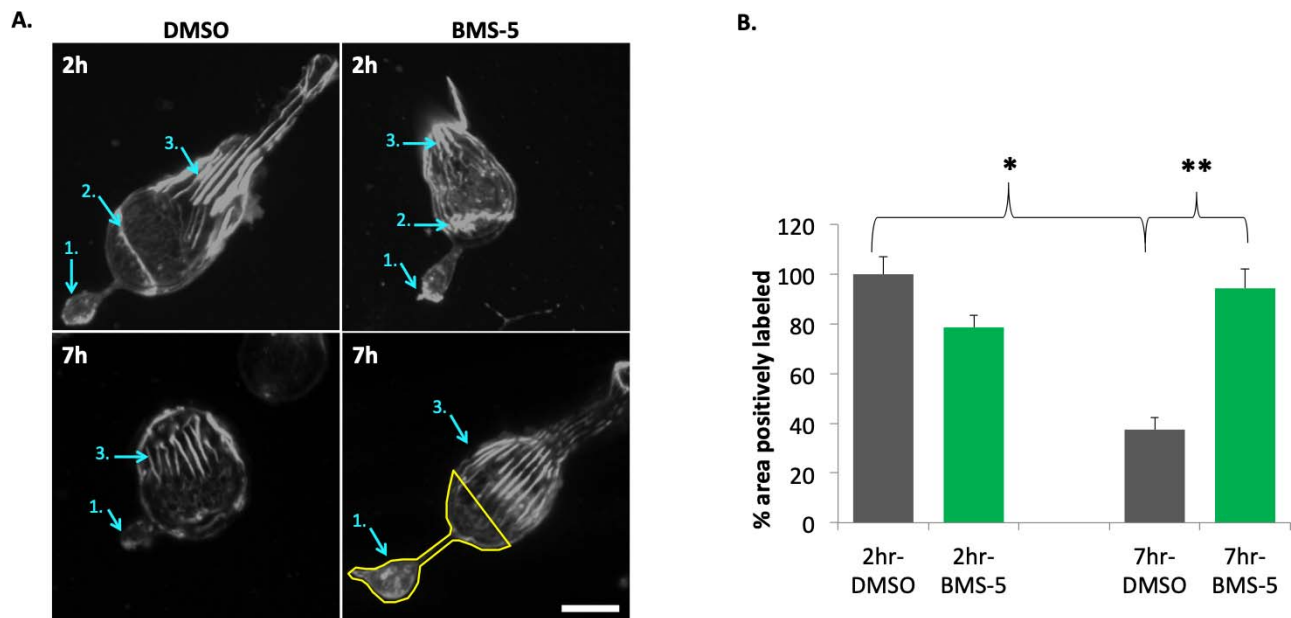 A.
DMSO
BMS-5
2h
3.
2.
1.
2h
3.
2.
1.
7h
3.
1.
7h
3.
1.
B.
*
**
% area positively labeled
120
100
80
60
40
20
0
2hr-
DMSO
2hr-
BMS-5
7hr-
DMSO
7hr-
BMS-5